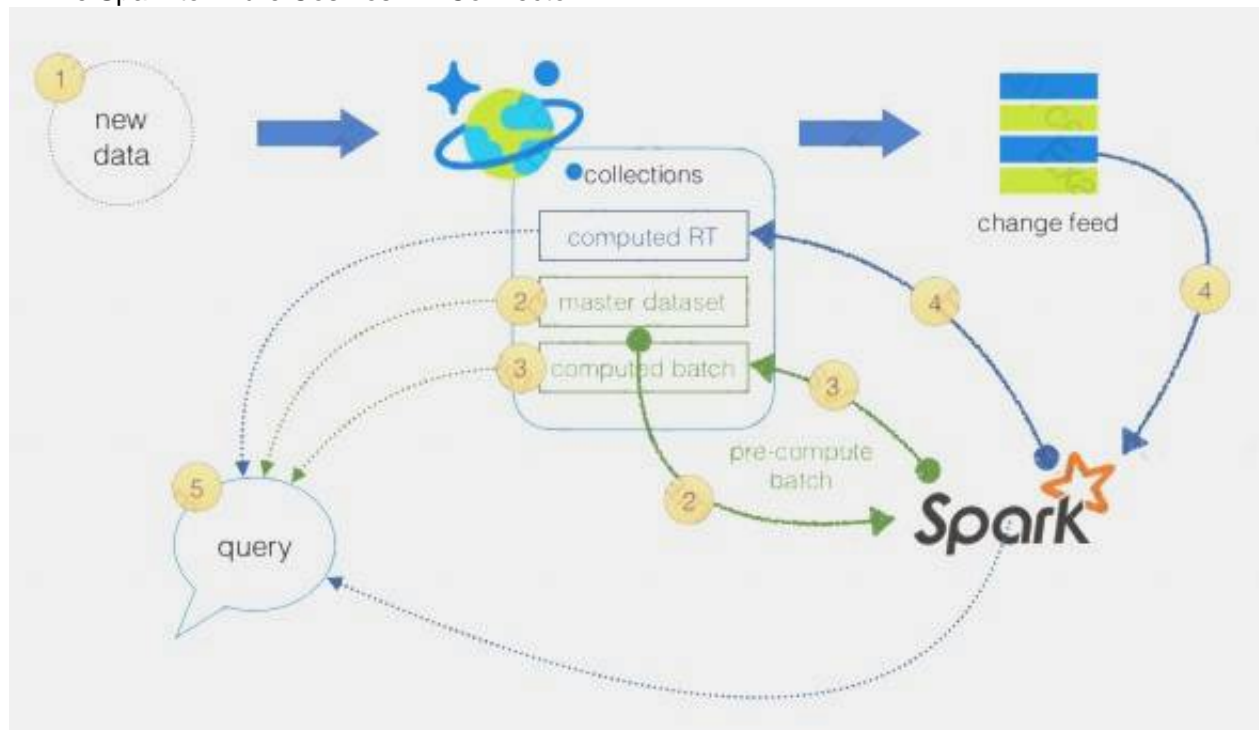 1
new
data
collections
computed RT
change feed
2
master dataset
4
4
3
computed batch
3
pre-compute
batch
5
2
Spark
query